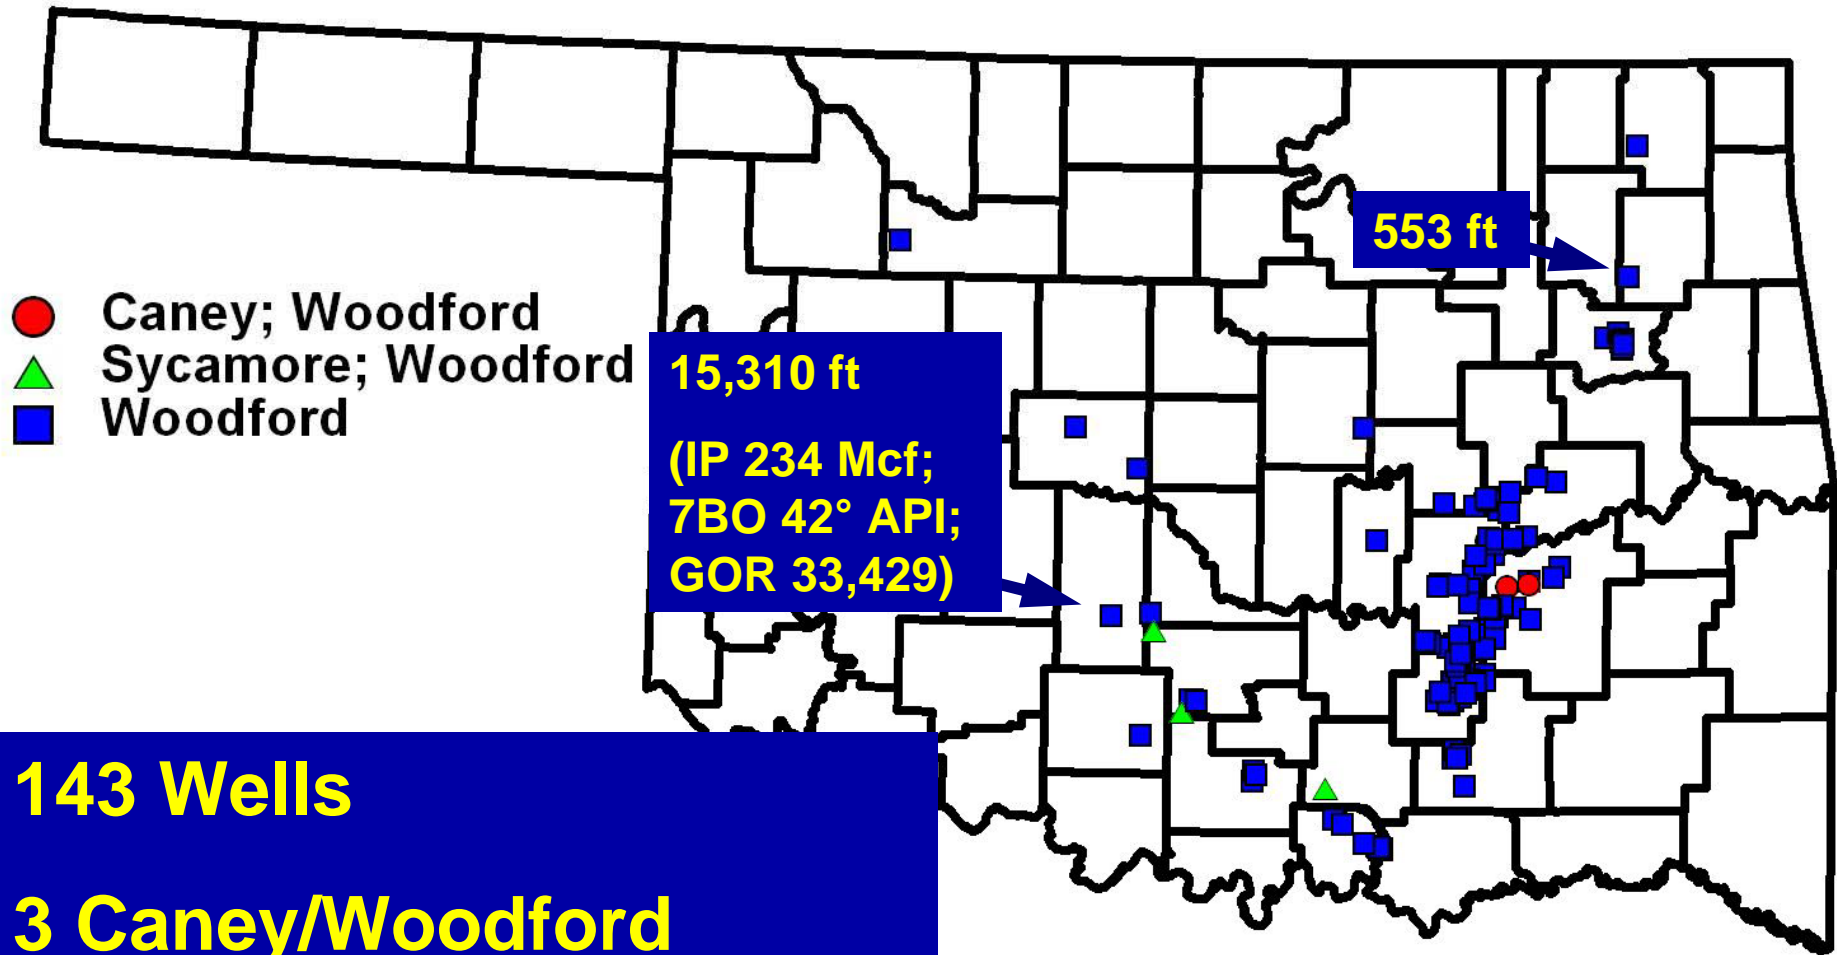 553 ft
Caney; Woodford
Sycamore; Woodford
Woodford
15,310 ft
(IP 234 Mcf;
7BO 42° API;
GOR 33,429)
143 Wells
3 Caney/Woodford